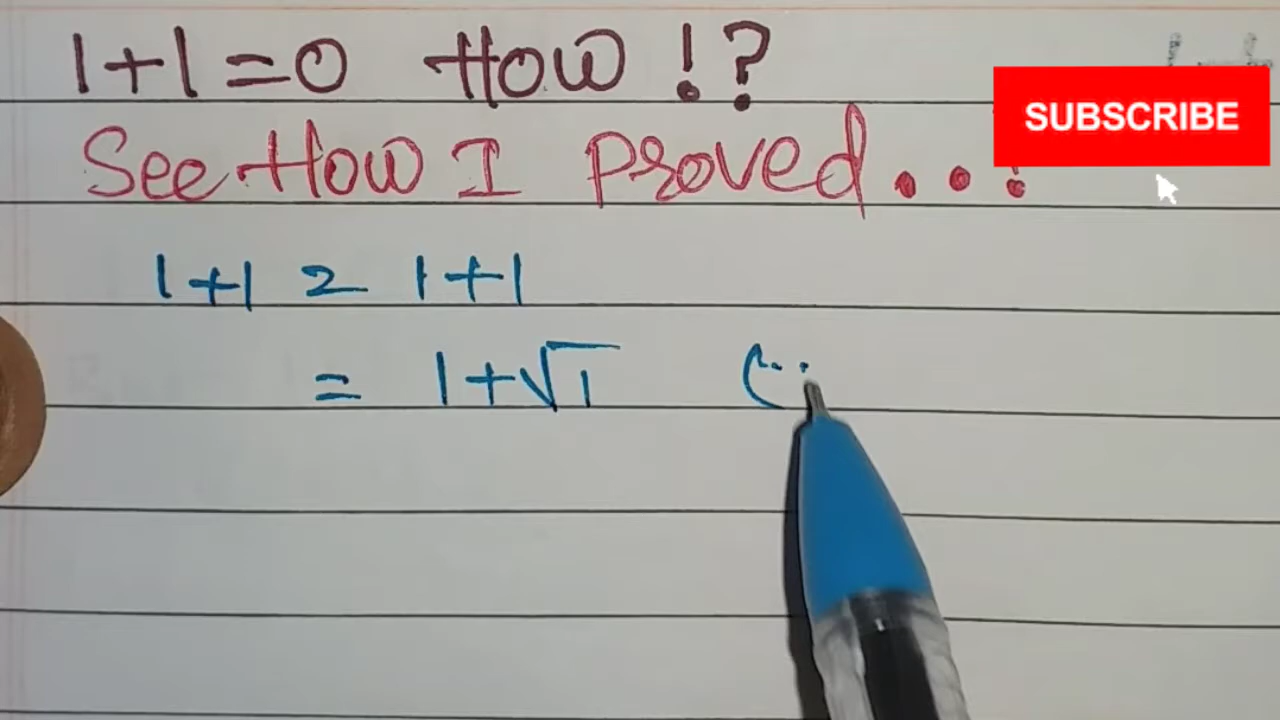 1+1=0 How !?
SUBSCRIBE
See How I proved...
1+1 = 1+1
= 1+√1 (∵